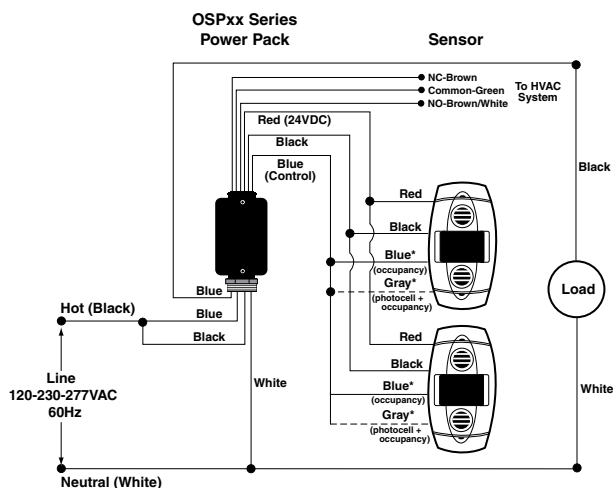 OSPxx Series
Power Pack
Sensor
NC-Brown
Common-Green
NO-Brown/White
To HVAC
System
Red (24VDC)
Black
Blue
(Control)
Black
Red
Black
Blue*
(occupancy)
Gray*
(photocell +
occupancy)
Load
Blue
Hot (Black)
Blue
Black
Red
Black
Line
120-230-277VAC
60Hz
White
Blue*
(occupancy)
White
Gray*
(photocell +
occupancy)
Neutral (White)